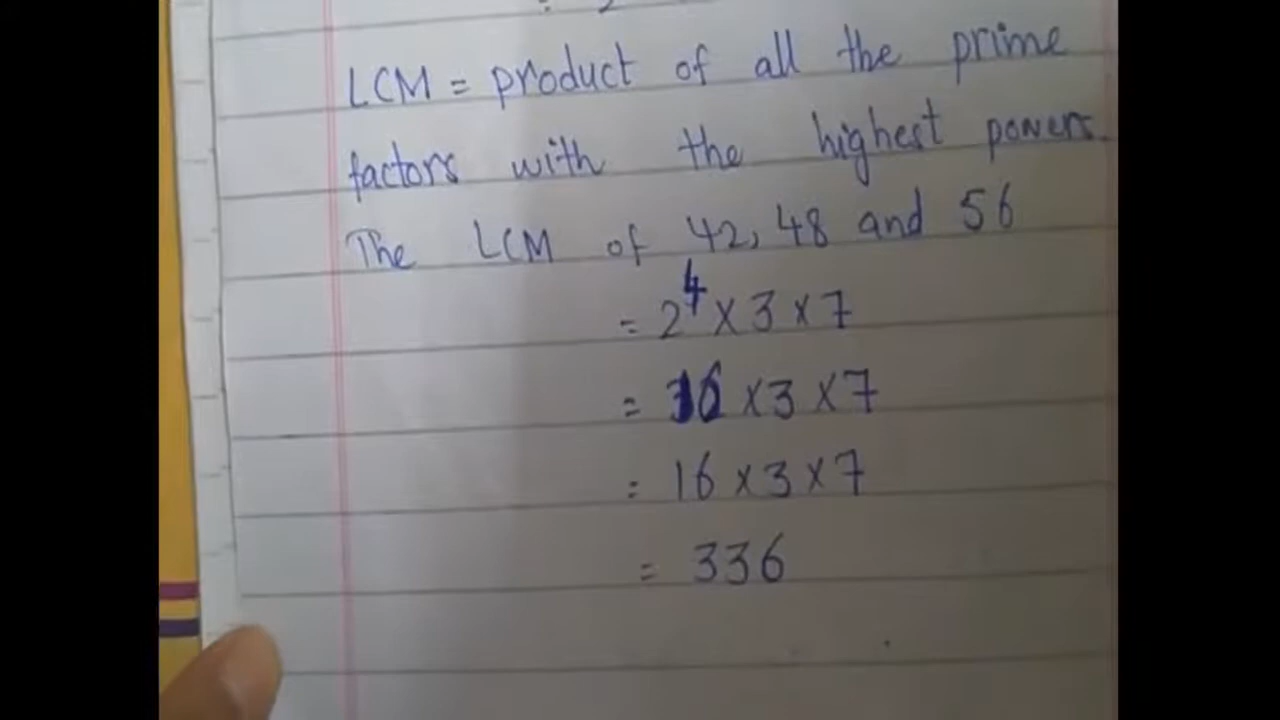 LCM = product of all the prime
factors with the highest powers.
The LCM of 42, 48 and 56
= 2⁴ × 3 × 7
= 16 × 3 × 7
= 16 × 3 × 7
= 336